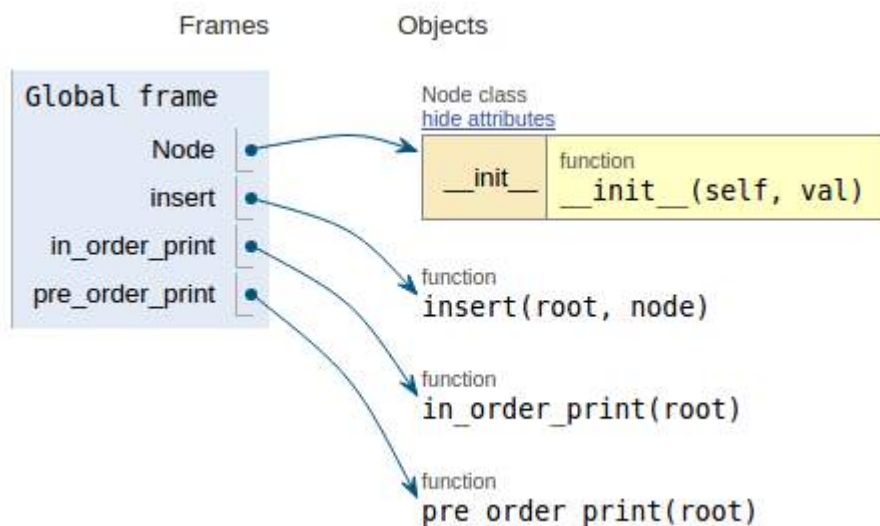 Frames Objects
Global frame
Node
insert
in_order_print
pre_order_print
Node class
hide attributes
__init__
function
__init__(self, val)
function
insert(root, node)
function
in_order_print(root)
function
pre_order_print(root)